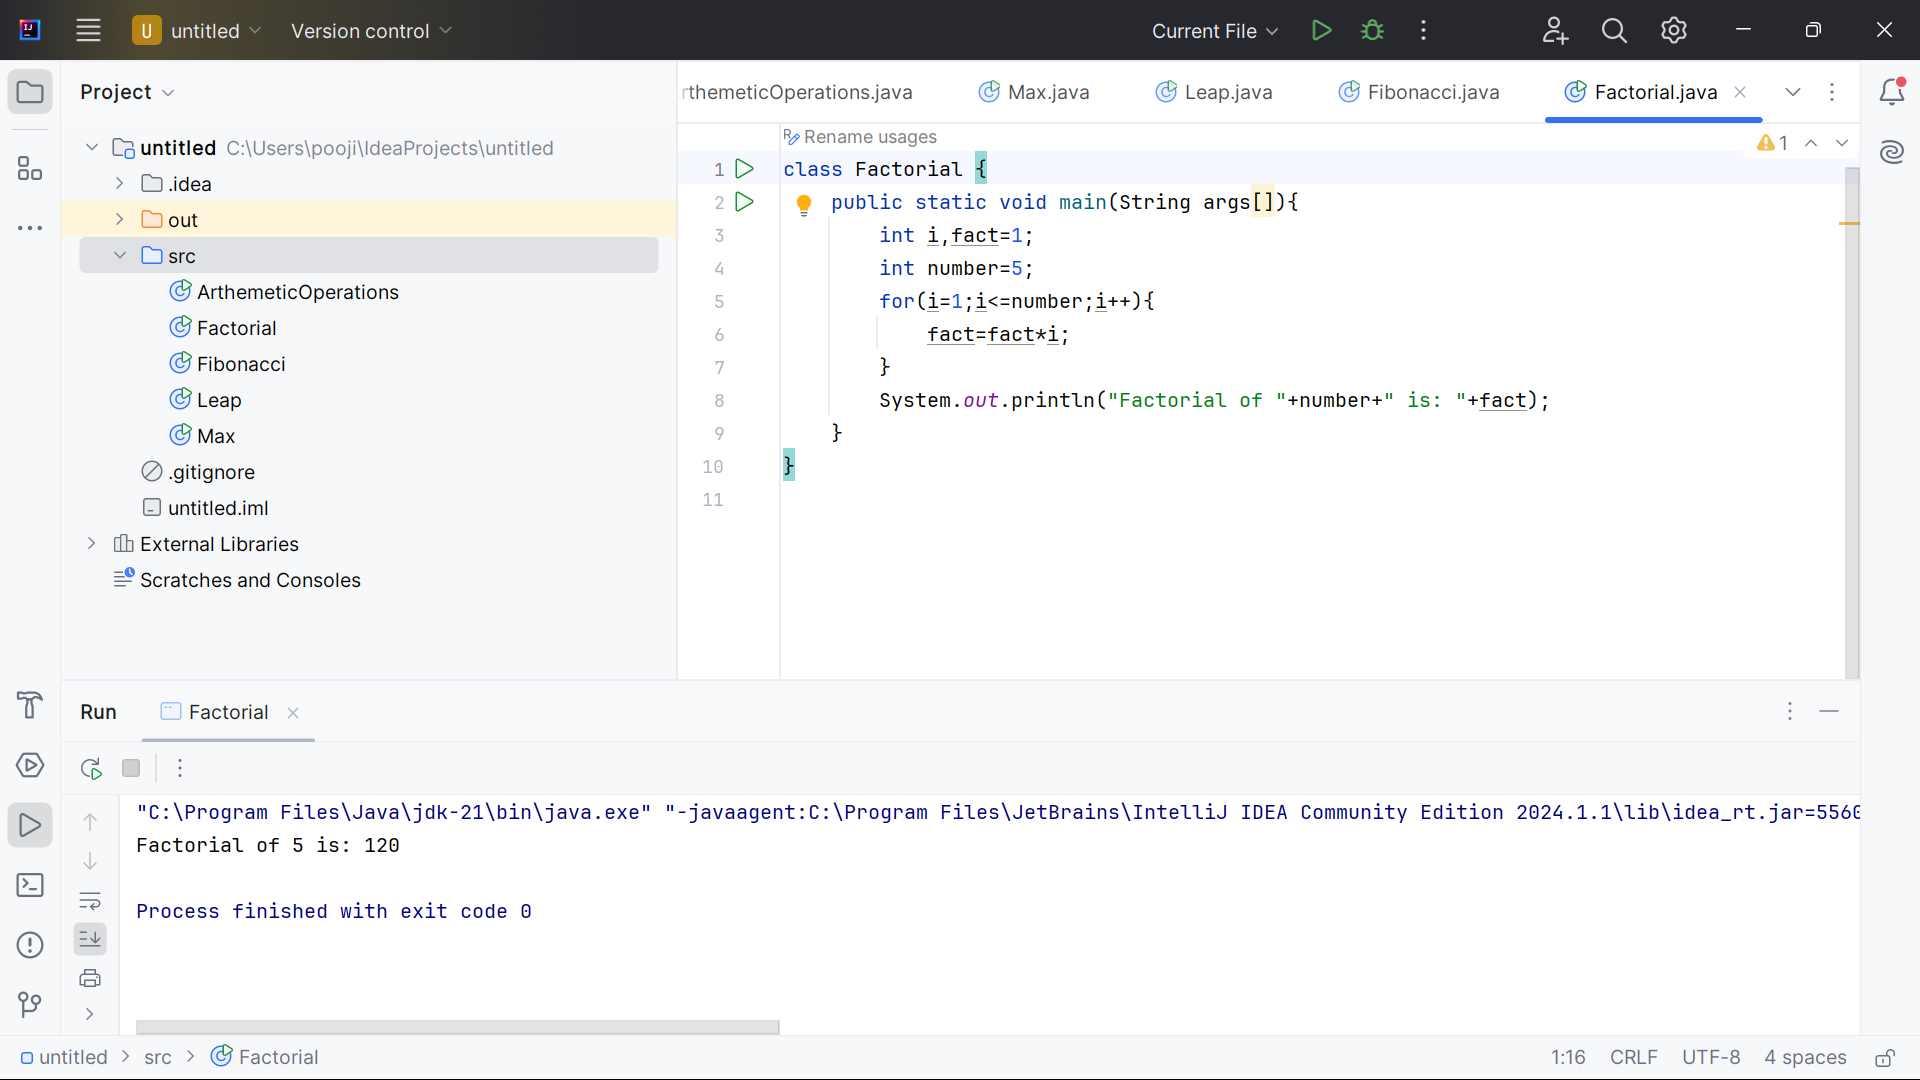 U untitled Version control Current File
Project
rthemeticOperations.java Max.java Leap.java Fibonacci.java Factorial.java
untitled C:\Users\pooji\IdeaProjects\untitled
.idea
out
src
ArthemeticOperations
Factorial
Fibonacci
Leap
Max
.gitignore
untitled.iml
External Libraries
Scratches and Consoles
Rename usages
1
1 class Factorial {
2 public static void main(String args[]){
3 int i,fact=1;
4 int number=5;
5 for(i=1;i<=number;i++){
6 fact=fact*i;
7 }
8 System.out.println("Factorial of "+number+" is: "+fact);
9 }
10 }
11
Run Factorial
"C:\Program Files\Java\jdk-21\bin\java.exe" "-javaagent:C:\Program Files\JetBrains\IntelliJ IDEA Community Edition 2024.1.1\lib\idea_rt.jar=5560
Factorial of 5 is: 120
Process finished with exit code 0
untitled > src > Factorial
1:16 CRLF UTF-8 4 spaces